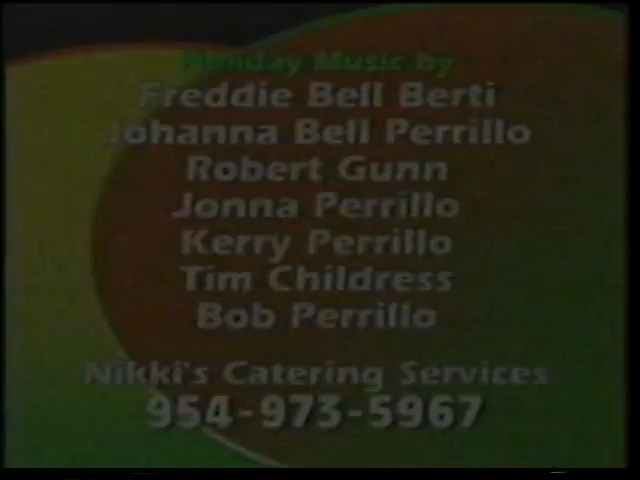 Holiday Music by
Freddie Bell Berti
Johanna Bell Perrillo
Robert Gunn
Jonna Perrillo
Kerry Perrillo
Tim Childress
Bob Perrillo
Nikki's Catering Services
954-973-5967